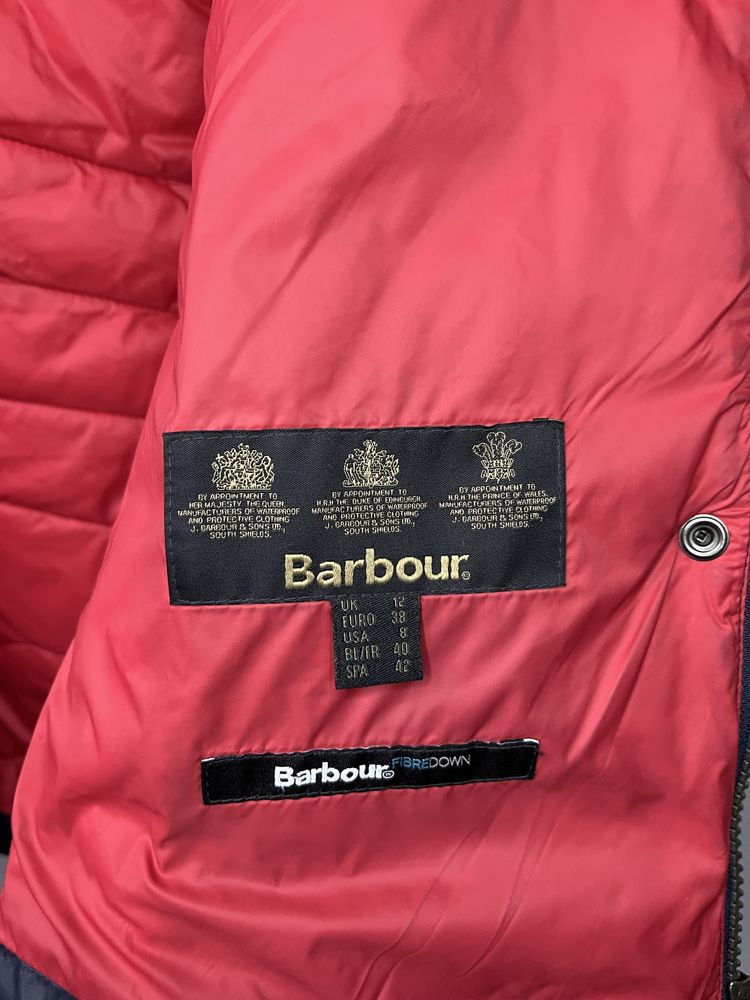 BY APPOINTMENT TO
HER MAJESTY THE QUEEN
MANUFACTURERS OF WATERPROOF
AND PROTECTIVE CLOTHING
J. BARBOUR & SONS LTD,
SOUTH SHIELDS.
BY APPOINTMENT TO
H.R.H THE DUKE OF EDINBURGH
MANUFACTURERS OF WATERPROOF
AND PROTECTIVE CLOTHING
J. BARBOUR & SONS LTD,
SOUTH SHIELDS.
BY APPOINTMENT TO
H.R.H THE PRINCE OF WALES
MANUFACTURERS OF WATERPROOF
AND PROTECTIVE CLOTHING
J. BARBOUR & SONS LTD,
SOUTH SHIELDS.
Barbour®
UK 12
EURO 38
USA 8
BL/FR 40
SPA 42
Barbour® FIBREDOWN